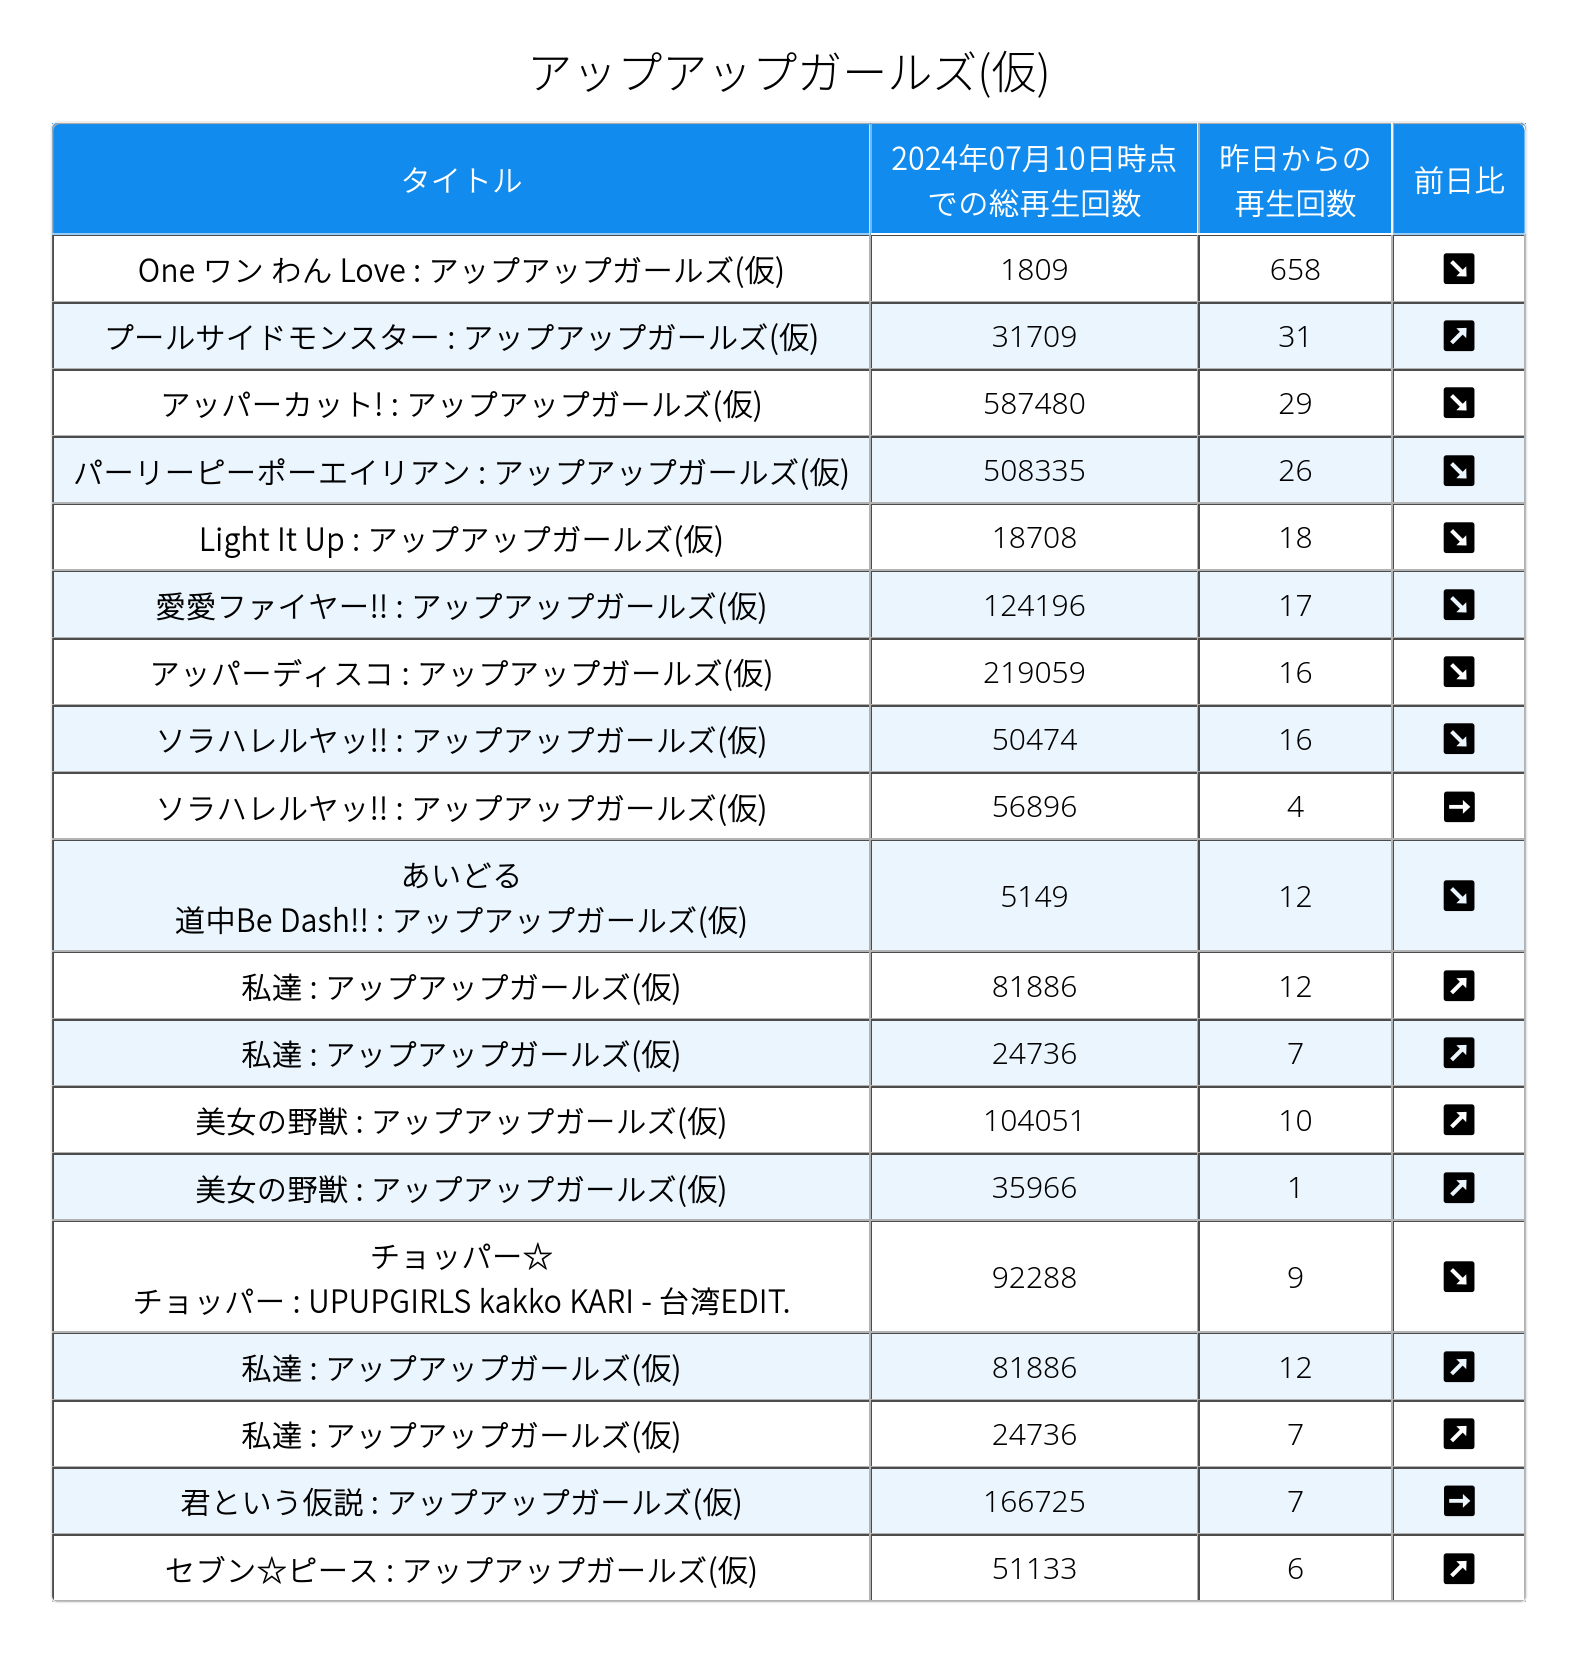 アップアップガールズ(仮)
タイトル
2024年07月10日時点
での総再生回数
昨日からの
再生回数
前日比
One ワン わん Love : アップアップガールズ(仮) 1809 658 ↘
プールサイドモンスター : アップアップガールズ(仮) 31709 31 ↗
アッパーカット! : アップアップガールズ(仮) 587480 29 ↘
パーリーピーポーエイリアン : アップアップガールズ(仮) 508335 26 ↘
Light It Up : アップアップガールズ(仮) 18708 18 ↘
愛愛ファイヤー!! : アップアップガールズ(仮) 124196 17 ↘
アッパーディスコ : アップアップガールズ(仮) 219059 16 ↘
ソラハレルヤッ!! : アップアップガールズ(仮) 50474 16 ↘
ソラハレルヤッ!! : アップアップガールズ(仮) 56896 4 ➡
あいどる
道中Be Dash!! : アップアップガールズ(仮) 5149 12 ↘
私達 : アップアップガールズ(仮) 81886 12 ↗
私達 : アップアップガールズ(仮) 24736 7 ↗
美女の野獣 : アップアップガールズ(仮) 104051 10 ↗
美女の野獣 : アップアップガールズ(仮) 35966 1 ↗
チョッパー☆
チョッパー : UPUPGIRLS kakko KARI - 台湾EDIT. 92288 9 ↘
私達 : アップアップガールズ(仮) 81886 12 ↗
私達 : アップアップガールズ(仮) 24736 7 ↗
君という仮説 : アップアップガールズ(仮) 166725 7 ➡
セブン☆ピース : アップアップガールズ(仮) 51133 6 ↗